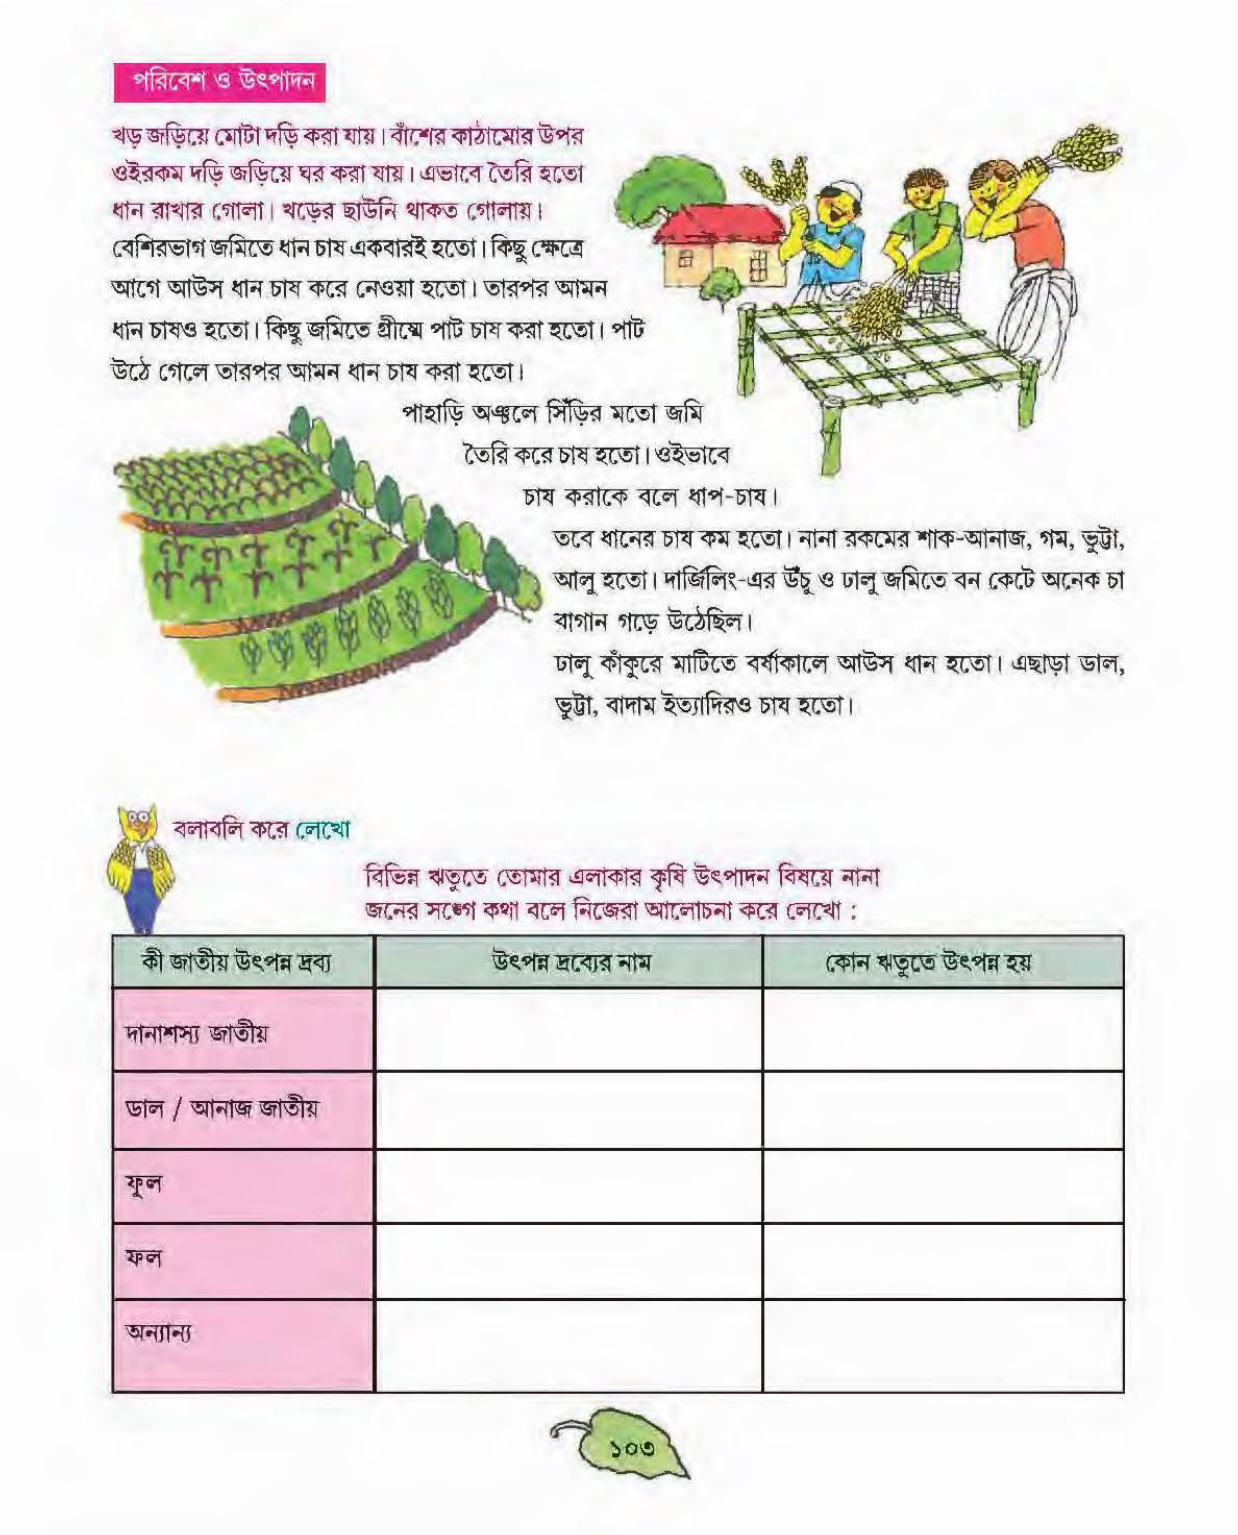 পরিবেশ ও উৎপাদন
খড় জড়িয়ে মোটা দড়ি করা যায়। বাঁশের কাঠামোর উপর
ওইরকম দড়ি জড়িয়ে ঘর করা যায়। এভাবে তৈরি হতো
ধান রাখার গোলা। খড়ের ছাউনি থাকত গোলায়।
বেশিরভাগ জমিতে ধান চাষ একবারই হতো। কিছু ক্ষেত্রে
আগে আউস ধান চাষ করে নেওয়া হতো। তারপর আমন
ধান চাষও হতো। কিছু জমিতে গ্রীষ্মে পাট চাষ করা হতো। পাট
উঠে গেলে তারপর আমন ধান চাষ করা হতো।
পাহাড়ি অঞ্চলে সিঁড়ির মতো জমি
তৈরি করে চাষ হতো। ওইভাবে
চাষ করাকে বলে ধাপ-চাষ।
তবে ধানের চাষ কম হতো। নানা রকমের শাক-আনাজ, গম, ভুট্টা,
আলু হতো। দার্জিলিং-এর উঁচু ও ঢালু জমিতে বন কেটে অনেক চা
বাগান গড়ে উঠেছিল।
ঢালু কাঁকুরে মাটিতে বর্ষাকালে আউস ধান হতো। এছাড়া ডাল,
ভুট্টা, বাদাম ইত্যাদিরও চাষ হতো।
বলাবলি করে লেখো
বিভিন্ন ঋতুতে তোমার এলাকার কৃষি উৎপাদন বিষয়ে নানা
জনের সঙ্গে কথা বলে নিজেরা আলোচনা করে লেখো :
কী জাতীয় উৎপন্ন দ্রব্য উৎপন্ন দ্রব্যের নাম কোন ঋতুতে উৎপন্ন হয়
দানাশস্য জাতীয়
ডাল / আনাজ জাতীয়
ফুল
ফল
অন্যান্য
১০৩